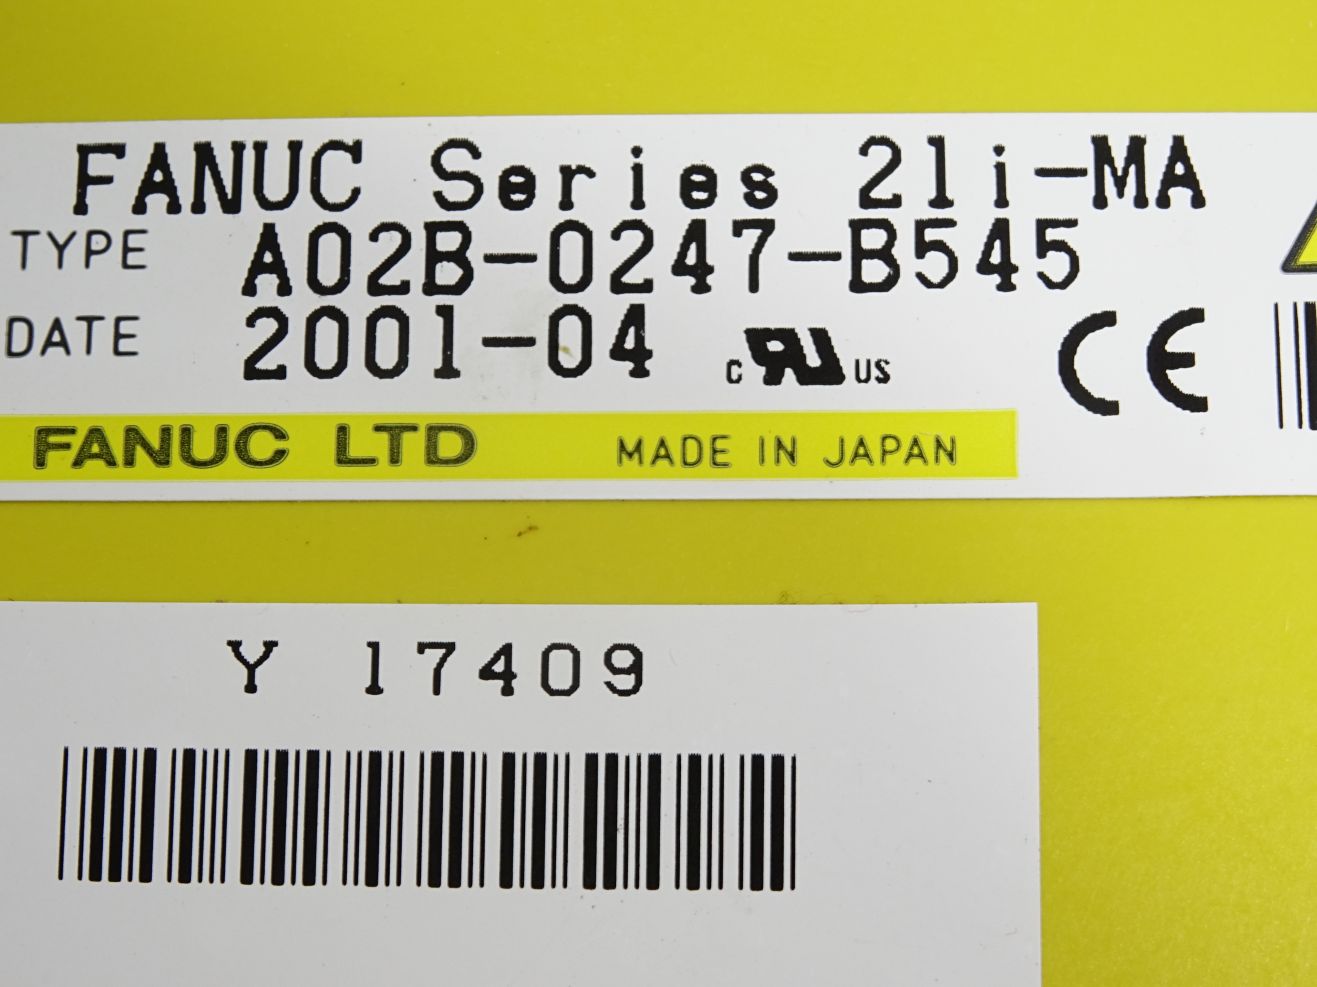 FANUC Series 21i-MA
TYPE A02B-0247-B545
DATE 2001-04 c RU US CE
FANUC LTD MADE IN JAPAN
Y 17409